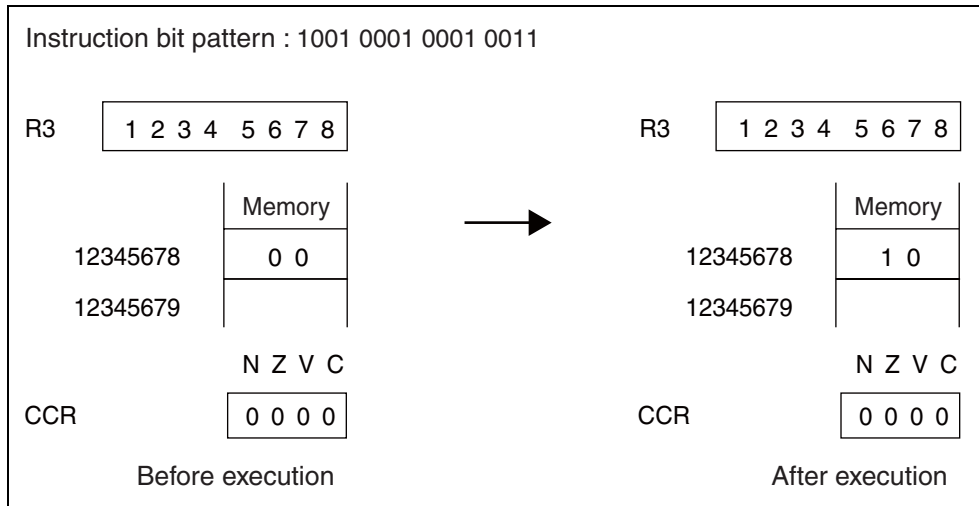 Instruction bit pattern : 1001 0001 0001 0011
R3 1 2 3 4 5 6 7 8 R3 1 2 3 4 5 6 7 8
Memory Memory
12345678 0 0 12345678 1 0
12345679 12345679
N Z V C N Z V C
CCR 0 0 0 0 CCR 0 0 0 0
Before execution After execution